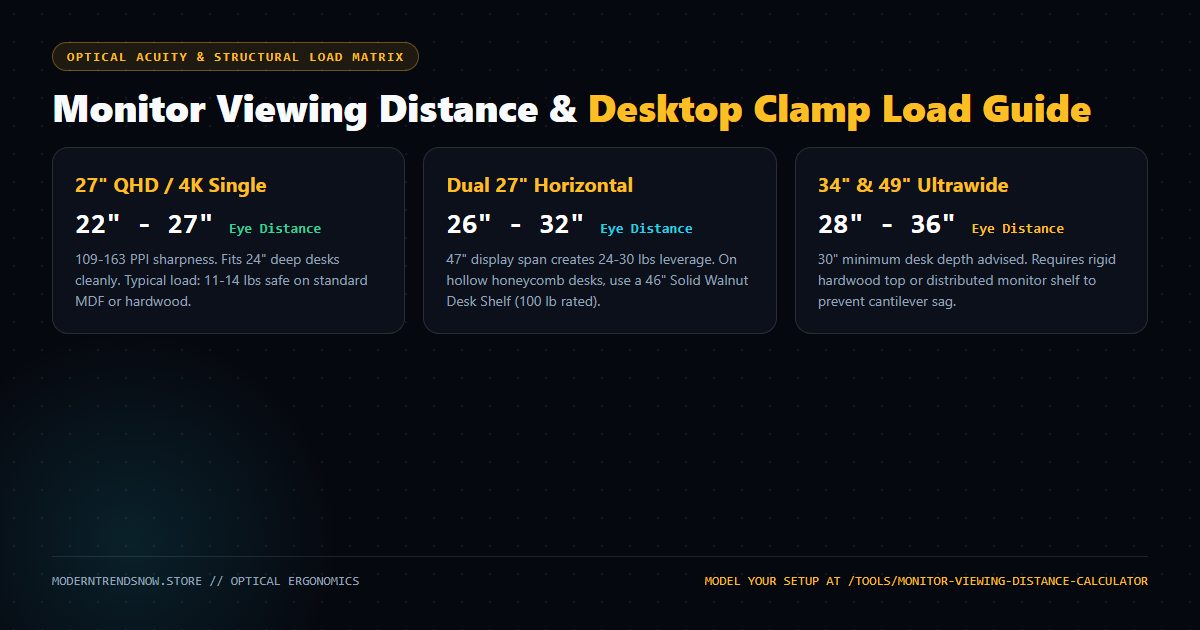 OPTICAL ACUITY & STRUCTURAL LOAD MATRIX
Monitor Viewing Distance & Desktop Clamp Load Guide
27" QHD / 4K Single
22" - 27" Eye Distance
109-163 PPI sharpness. Fits 24" deep desks
cleanly. Typical load: 11-14 lbs safe on standard
MDF or hardwood.
Dual 27" Horizontal
26" - 32" Eye Distance
47" display span creates 24-30 lbs leverage. On
hollow honeycomb desks, use a 46" Solid Walnut
Desk Shelf (100 lb rated).
34" & 49" Ultrawide
28" - 36" Eye Distance
30" minimum desk depth advised. Requires rigid
hardwood top or distributed monitor shelf to
prevent cantilever sag.
MODERNTRENDSNOW.STORE // OPTICAL ERGONOMICS
MODEL YOUR SETUP AT /TOOLS/MONITOR-VIEWING-DISTANCE-CALCULATOR